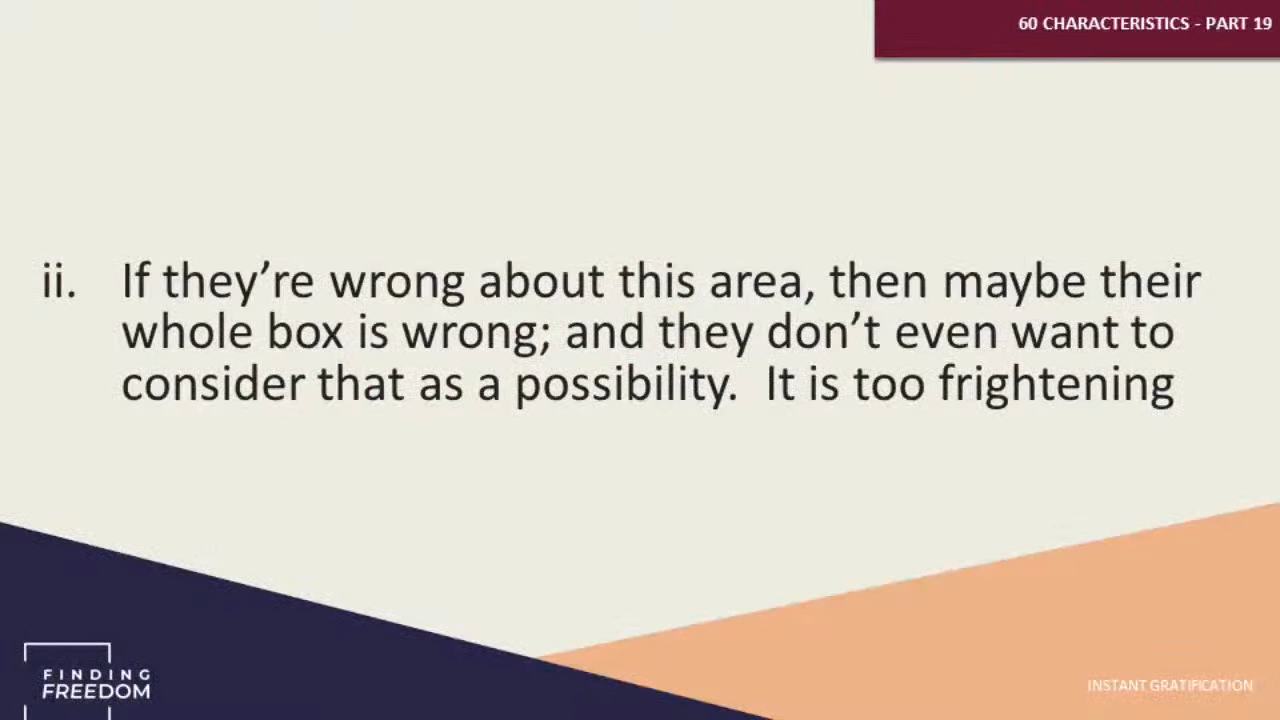 60 CHARACTERISTICS - PART 19
ii. If they’re wrong about this area, then maybe their
whole box is wrong; and they don’t even want to
consider that as a possibility.  It is too frightening
FINDING
FREEDOM
INSTANT GRATIFICATION